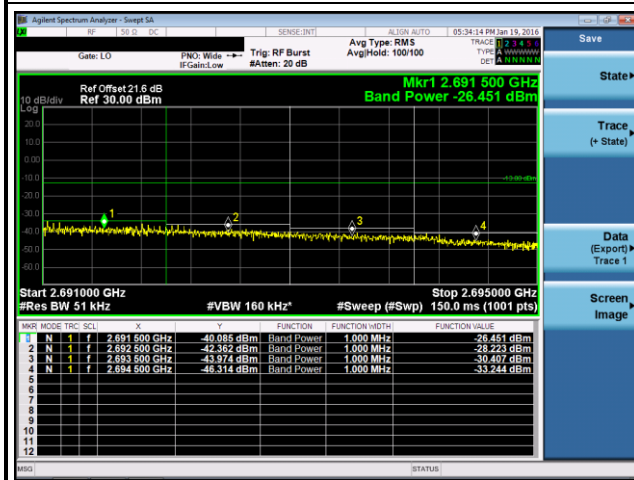 Agilent Spectrum Analyzer - Swept SA
RF 50 Ω DC SENSE:INT ALIGN AUTO 05:34:14 PM Jan 19, 2016
Save
Gate: LO PNO: Wide Trig: RF Burst Avg Type: RMS TRACE 1 2 3 4 5 6
IFGain:Low #Atten: 20 dB Avg|Hold: 100/100 TYPE A WWWWW
DET A N N N N N
State
Ref Offset 21.6 dB Mkr1 2.691 500 GHz
10 dB/div Ref 30.00 dBm Band Power -26.451 dBm
Log
20.0
10.0
0.00
-10.0
-13.00 dBm
-20.0
-30.0
-40.0
-50.0
-60.0
1 2 3 4
Trace
(+ State)
Data
(Export)
Trace 1
Screen
Image
Start 2.691000 GHz Stop 2.695000 GHz
#Res BW 51 kHz #VBW 160 kHz* #Sweep (#Swp) 150.0 ms (1001 pts)
MKR MODE TRC SCL X Y FUNCTION FUNCTION WIDTH FUNCTION VALUE
1 N 1 f 2.691 500 GHz -40.085 dBm Band Power 1.000 MHz -26.451 dBm
2 N 1 f 2.692 500 GHz -42.362 dBm Band Power 1.000 MHz -28.223 dBm
3 N 1 f 2.693 500 GHz -43.974 dBm Band Power 1.000 MHz -30.407 dBm
4 N 1 f 2.694 500 GHz -46.314 dBm Band Power 1.000 MHz -33.244 dBm
5
6
7
8
9
10
11
12
MSG STATUS